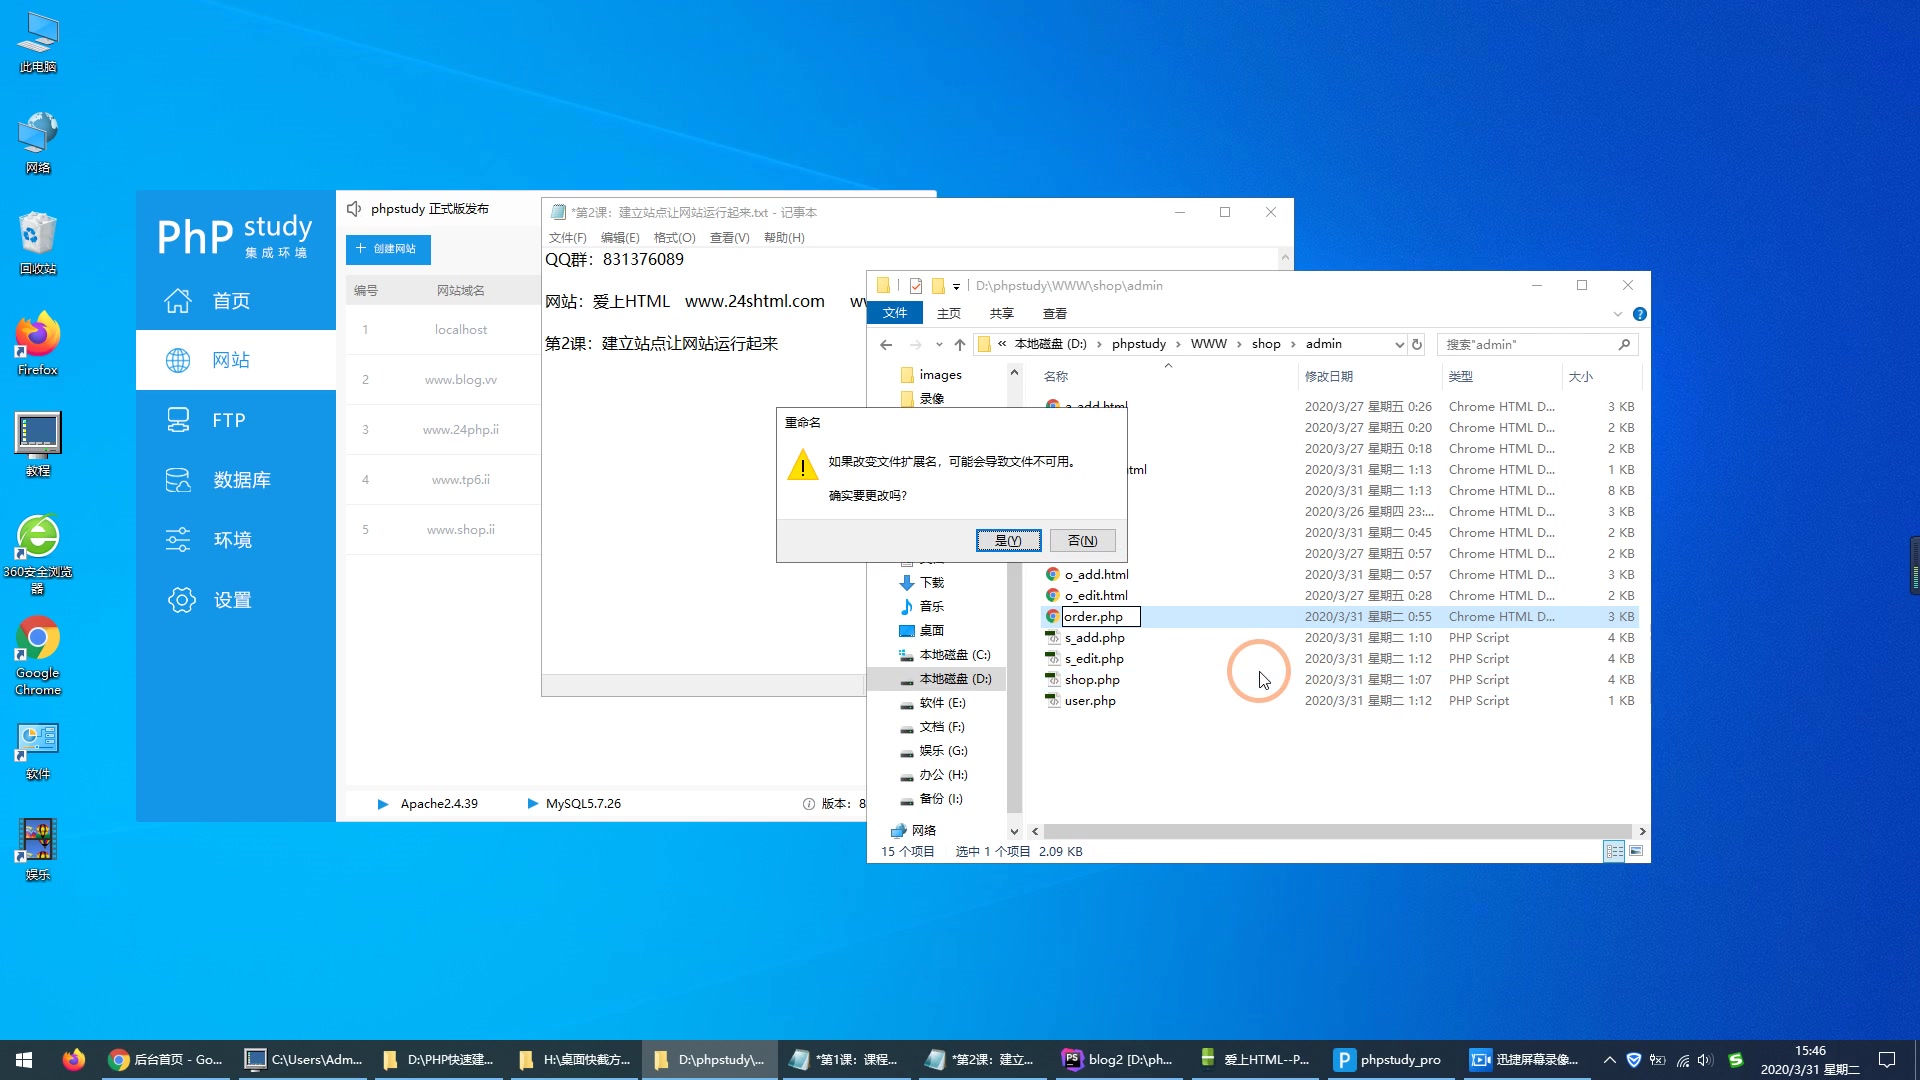 此电脑
网络
回收站
Firefox
教程
360安全浏览
器
Google
Chrome
软件
娱乐
PhP study
集成环境
首页
网站
FTP
数据库
环境
设置
phpstudy 正式版发布
+ 创建网站
编号 网站域名
1 localhost
2 www.blog.vv
3 www.24php.ii
4 www.tp6.ii
5 www.shop.ii
Apache2.4.39 MySQL5.7.26 版本：8
*第2课：建立站点让网站运行起来.txt - 记事本
文件(F) 编辑(E) 格式(O) 查看(V) 帮助(H)
QQ群：831376089
网站：爱上HTML www.24shtml.com
第2课：建立站点让网站运行起来
D:\phpstudy\WWW\shop\admin
文件 主页 共享 查看
« 本地磁盘 (D:) › phpstudy › WWW › shop › admin
搜索"admin"
images
录像
下载
音乐
桌面
本地磁盘 (C:)
本地磁盘 (D:)
软件 (E:)
文档 (F:)
娱乐 (G:)
办公 (H:)
备份 (I:)
网络
名称 修改日期 类型 大小
a_add.html 2020/3/27 星期五 0:26 Chrome HTML D... 3 KB
2020/3/27 星期五 0:20 Chrome HTML D... 2 KB
2020/3/27 星期五 0:18 Chrome HTML D... 2 KB
tml 2020/3/31 星期二 1:13 Chrome HTML D... 1 KB
2020/3/31 星期二 1:13 Chrome HTML D... 8 KB
2020/3/26 星期四 23:... Chrome HTML D... 3 KB
2020/3/31 星期二 0:45 Chrome HTML D... 2 KB
2020/3/27 星期五 0:57 Chrome HTML D... 2 KB
o_add.html 2020/3/31 星期二 0:57 Chrome HTML D... 3 KB
o_edit.html 2020/3/27 星期五 0:28 Chrome HTML D... 2 KB
order.php 2020/3/31 星期二 0:55 Chrome HTML D... 3 KB
s_add.php 2020/3/31 星期二 1:10 PHP Script 4 KB
s_edit.php 2020/3/31 星期二 1:12 PHP Script 4 KB
shop.php 2020/3/31 星期二 1:07 PHP Script 4 KB
user.php 2020/3/31 星期二 1:12 PHP Script 1 KB
15 个项目 选中 1 个项目 2.09 KB
重命名
如果改变文件扩展名，可能会导致文件不可用。
确实要更改吗?
是(Y) 否(N)
后台首页 - Go...
C:\Users\Adm...
D:\PHP快速建...
H:\桌面快截方...
D:\phpstudy\...
*第1课：课程...
*第2课：建立...
blog2 [D:\ph...
爱上HTML--P...
phpstudy_pro
迅捷屏幕录像...
15:46
2020/3/31 星期二